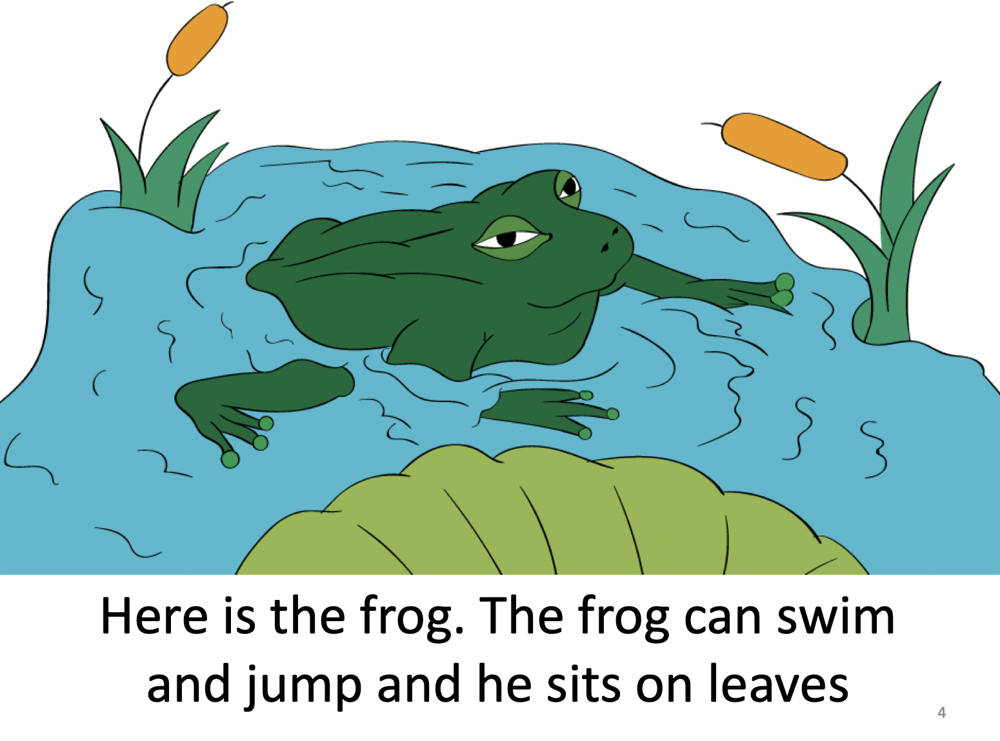 Here is the frog. The frog can swim
and jump and he sits on leaves
4